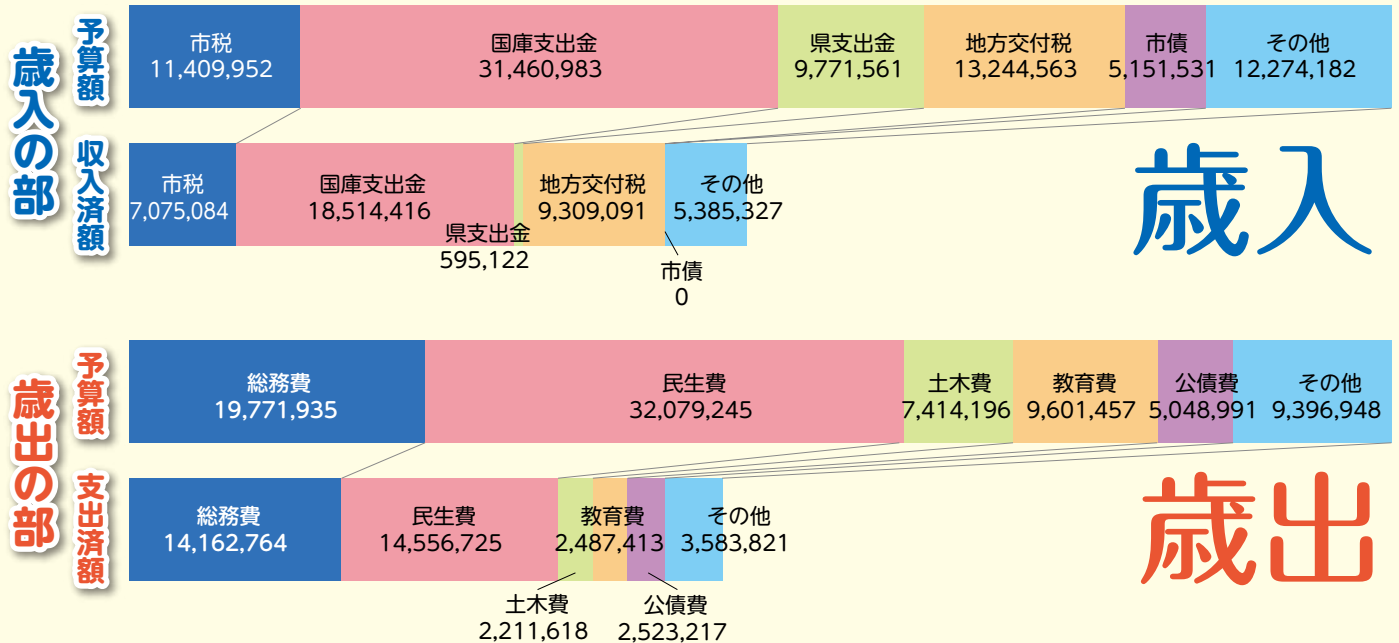 歳入の部
予算額
市税
11,409,952
国庫支出金
31,460,983
県支出金
9,771,561
地方交付税
13,244,563
市債
5,151,531
その他
12,274,182
収入済額
市税
7,075,084
国庫支出金
18,514,416
県支出金
595,122
地方交付税
9,309,091
市債
0
その他
5,385,327
歳入
歳出の部
予算額
総務費
19,771,935
民生費
32,079,245
土木費
7,414,196
教育費
9,601,457
公債費
5,048,991
その他
9,396,948
支出済額
総務費
14,162,764
民生費
14,556,725
土木費
2,211,618
教育費
2,487,413
公債費
2,523,217
その他
3,583,821
歳出